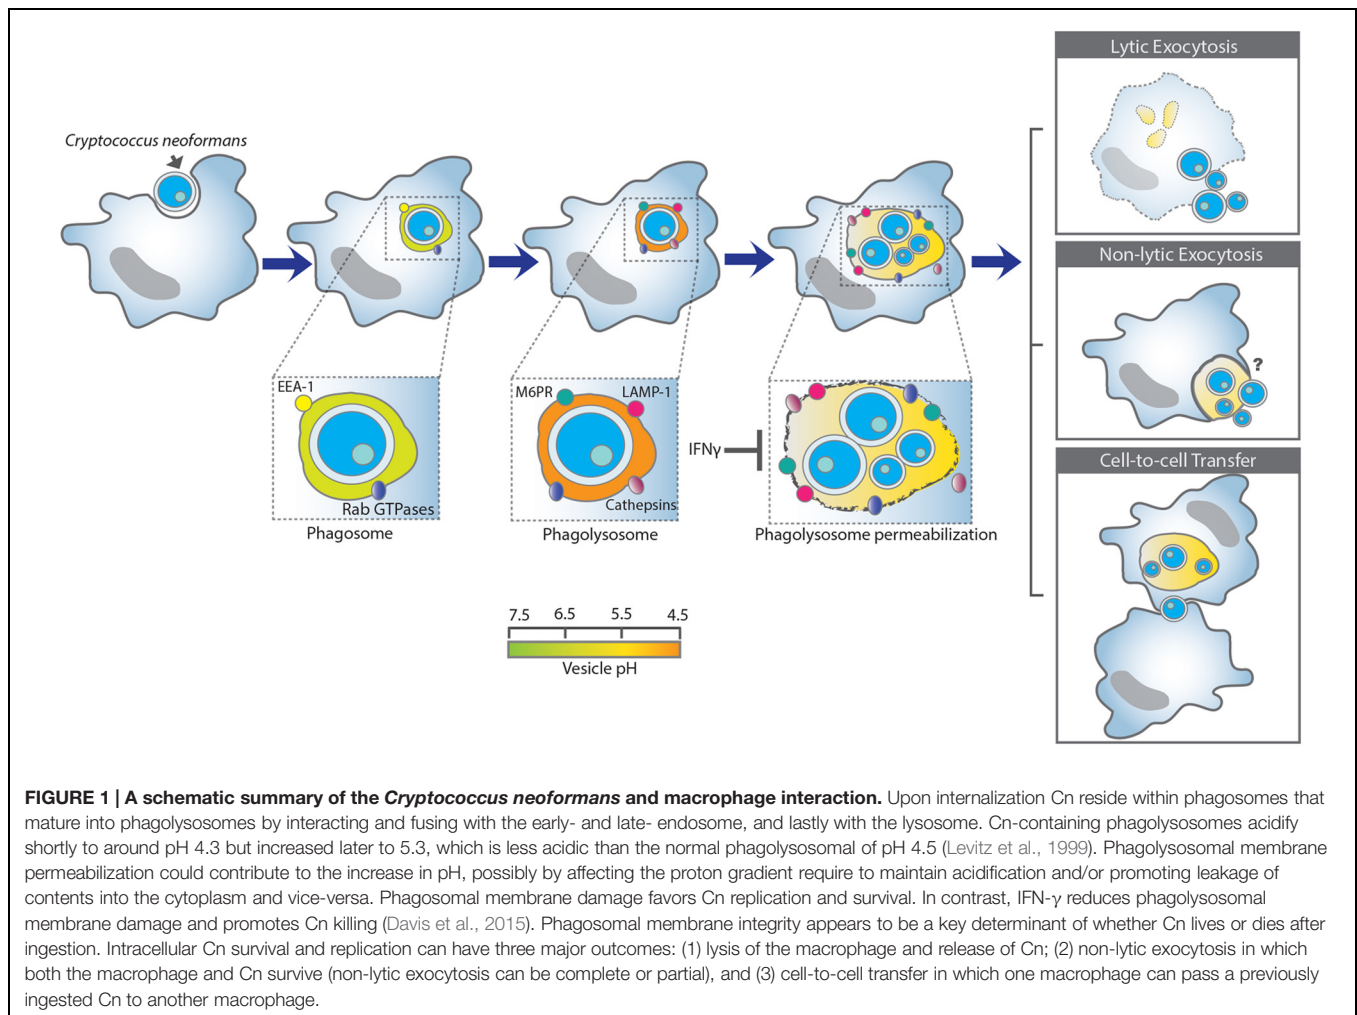 Cryptococcus neoformans
EEA-1
Rab GTPases
Phagosome
M6PR
LAMP-1
Cathepsins
Phagolysosome
IFNγ
Phagolysosome permeabilization
7.5 6.5 5.5 4.5
Vesicle pH
Lytic Exocytosis
Non-lytic Exocytosis
?
Cell-to-cell Transfer
FIGURE 1 | A schematic summary of the Cryptococcus neoformans and macrophage interaction. Upon internalization Cn reside within phagosomes that
mature into phagolysosomes by interacting and fusing with the early- and late- endosome, and lastly with the lysosome. Cn-containing phagolysosomes acidify
shortly to around pH 4.3 but increased later to 5.3, which is less acidic than the normal phagolysosomal of pH 4.5 (Levitz et al., 1999). Phagolysosomal membrane
permeabilization could contribute to the increase in pH, possibly by affecting the proton gradient require to maintain acidification and/or promoting leakage of
contents into the cytoplasm and vice-versa. Phagosomal membrane damage favors Cn replication and survival. In contrast, IFN-γ reduces phagolysosomal
membrane damage and promotes Cn killing (Davis et al., 2015). Phagosomal membrane integrity appears to be a key determinant of whether Cn lives or dies after
ingestion. Intracellular Cn survival and replication can have three major outcomes: (1) lysis of the macrophage and release of Cn; (2) non-lytic exocytosis in which
both the macrophage and Cn survive (non-lytic exocytosis can be complete or partial), and (3) cell-to-cell transfer in which one macrophage can pass a previously
ingested Cn to another macrophage.